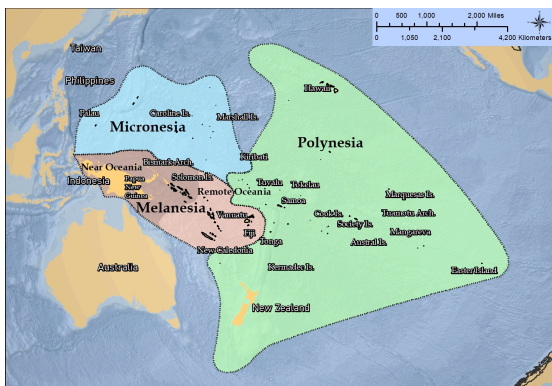 0 500 1,000 2,000 Miles
0 1,050 2,100 4,200 Kilometers
Taiwan
Philippines
Hawaii
Palau
Caroline Is.
Marshall Is.
Micronesia
Polynesia
Kiribati
Near Oceania
Bismark Arch.
Indonesia
Papua
New
Guinea
Solomon Is.
Remote Oceania
Tuvalu
Tokelau
Melanesia
Samoa
Marquesas Is.
Vanuatu
Cook Is.
Society Is.
Tuamotu Arch.
Fiji
Tonga
Mangareva
Austral Is.
New Caledonia
Australia
Kermadec Is.
Easter Island
New Zealand